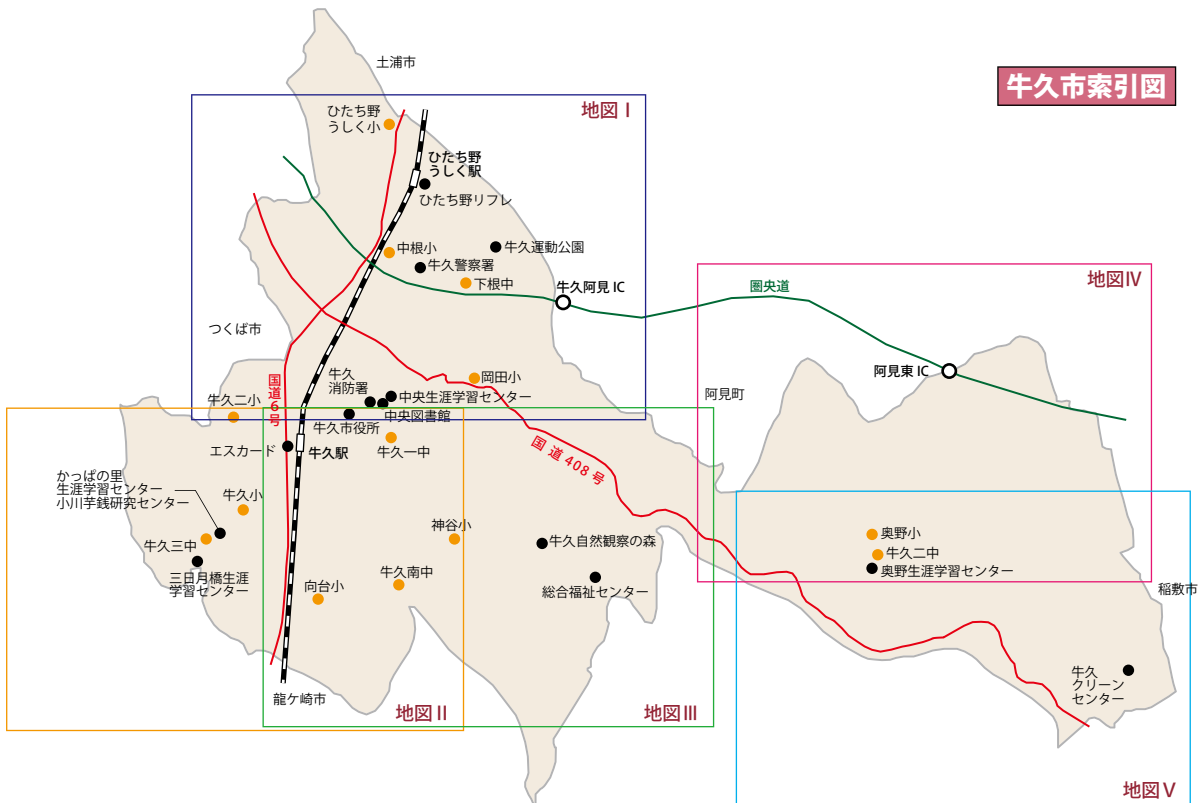 牛久市索引図
土浦市
地図 I
ひたち野
うしく小
ひたち野
うしく駅
ひたち野リフレ
中根小
牛久運動公園
牛久警察署
下根中
牛久阿見 IC
地図 IV
圏央道
つくば市
阿見東 IC
国道6号
牛久
消防署
岡田小
阿見町
牛久二小
中央生涯学習センター
中央図書館
牛久市役所
エスカード
牛久駅
牛久一中
国道408号
かっぱの里
生涯学習センター
小川芋銭研究センター
牛久小
神谷小
牛久三中
牛久自然観察の森
奥野小
牛久二中
奥野生涯学習センター
三日月橋生涯
学習センター
向台小
牛久南中
総合福祉センター
稲敷市
牛久
クリーン
センター
龍ケ崎市
地図 II
地図 III
地図 V